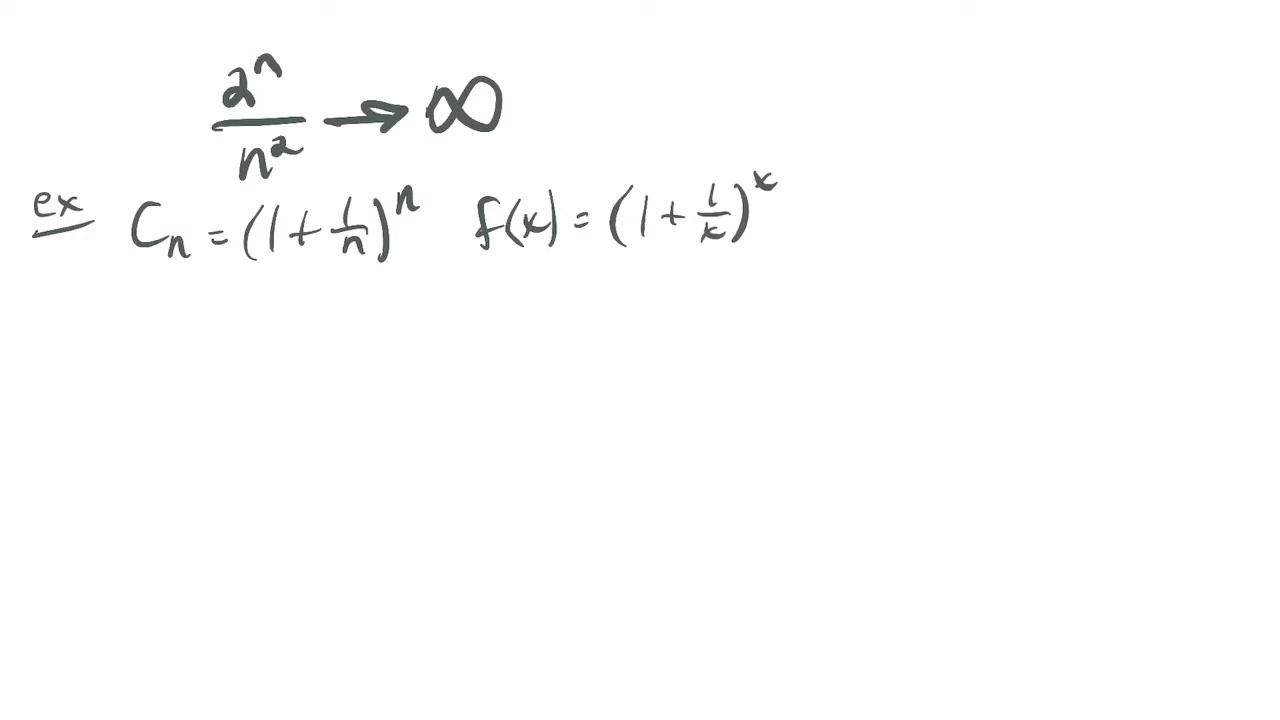 2^n / n^2 → ∞
ex C_n = (1 + 1/n)^n f(x) = (1 + 1/x)^x